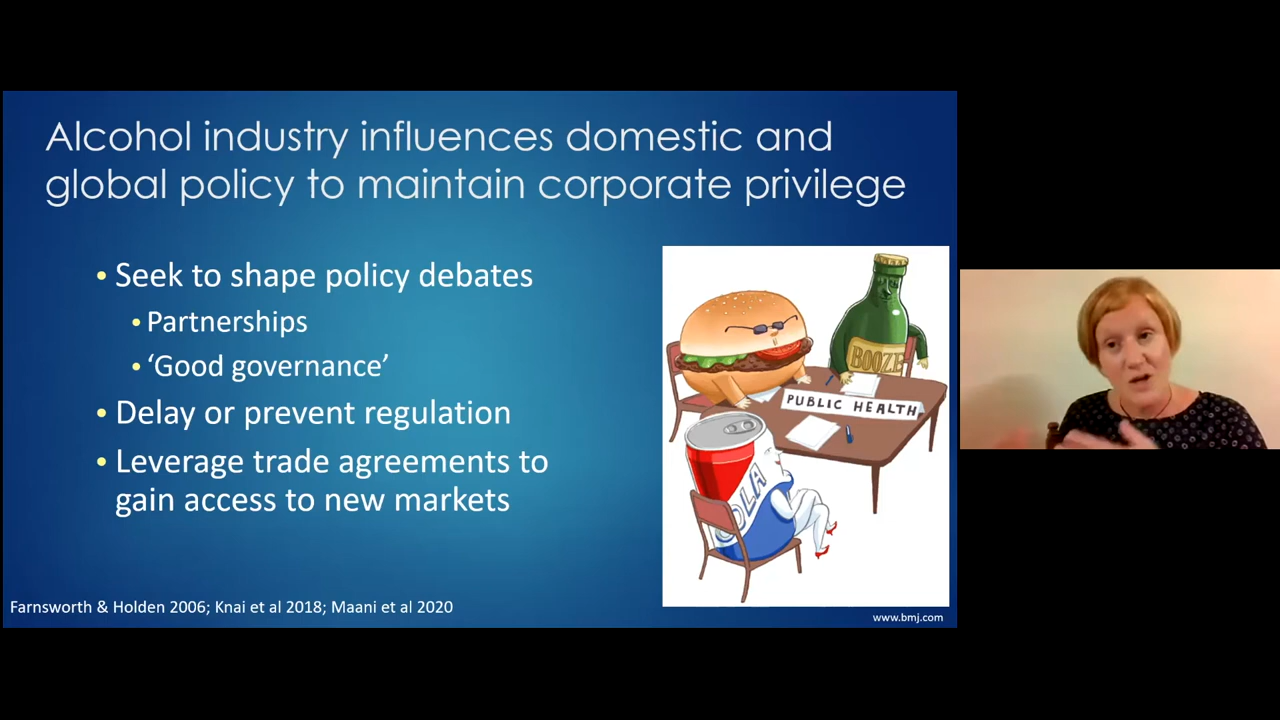 Alcohol industry influences domestic and
global policy to maintain corporate privilege
• Seek to shape policy debates
• Partnerships
• ‘Good governance’
• Delay or prevent regulation
• Leverage trade agreements to
gain access to new markets
BOOZE
PUBLIC HEALTH
OLA
Farnsworth & Holden 2006; Knai et al 2018; Maani et al 2020
www.bmj.com